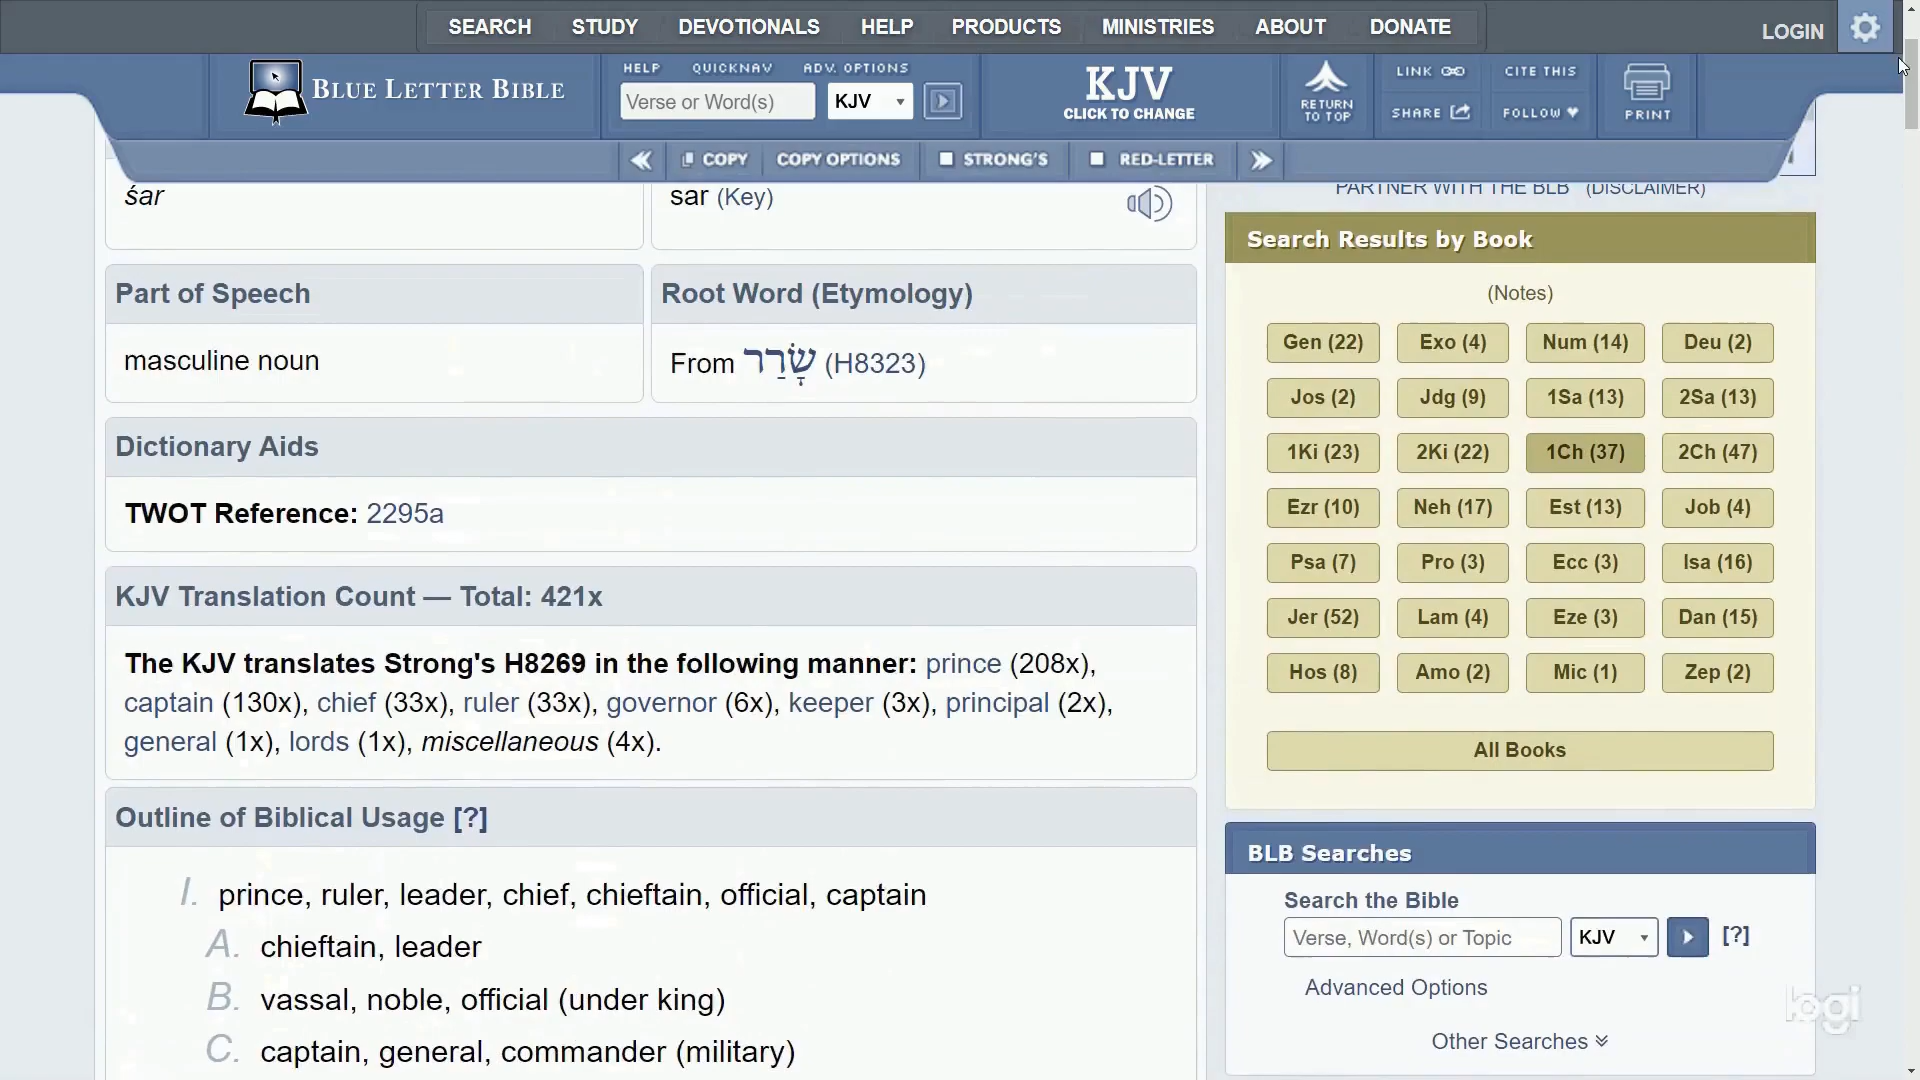 SEARCH STUDY DEVOTIONALS HELP PRODUCTS MINISTRIES ABOUT DONATE LOGIN
BLUE LETTER BIBLE
HELP QUICKNAV ADV. OPTIONS
Verse or Word(s) KJV
KJV
CLICK TO CHANGE
RETURN
TO TOP
LINK CITE THIS
SHARE FOLLOW
PRINT
COPY COPY OPTIONS STRONG'S RED-LETTER
śar
sar (Key)
Part of Speech
masculine noun
Root Word (Etymology)
From שָׂרַר (H8323)
Dictionary Aids
TWOT Reference: 2295a
KJV Translation Count — Total: 421x
The KJV translates Strong's H8269 in the following manner: prince (208x),
captain (130x), chief (33x), ruler (33x), governor (6x), keeper (3x), principal (2x),
general (1x), lords (1x), miscellaneous (4x).
Outline of Biblical Usage [?]
I. prince, ruler, leader, chief, chieftain, official, captain
A. chieftain, leader
B. vassal, noble, official (under king)
C. captain, general, commander (military)
PARTNER WITH THE BLB (DISCLAIMER)
Search Results by Book
(Notes)
Gen (22) Exo (4) Num (14) Deu (2)
Jos (2) Jdg (9) 1Sa (13) 2Sa (13)
1Ki (23) 2Ki (22) 1Ch (37) 2Ch (47)
Ezr (10) Neh (17) Est (13) Job (4)
Psa (7) Pro (3) Ecc (3) Isa (16)
Jer (52) Lam (4) Eze (3) Dan (15)
Hos (8) Amo (2) Mic (1) Zep (2)
All Books
BLB Searches
Search the Bible
Verse, Word(s) or Topic KJV [?]
Advanced Options
Other Searches
logi